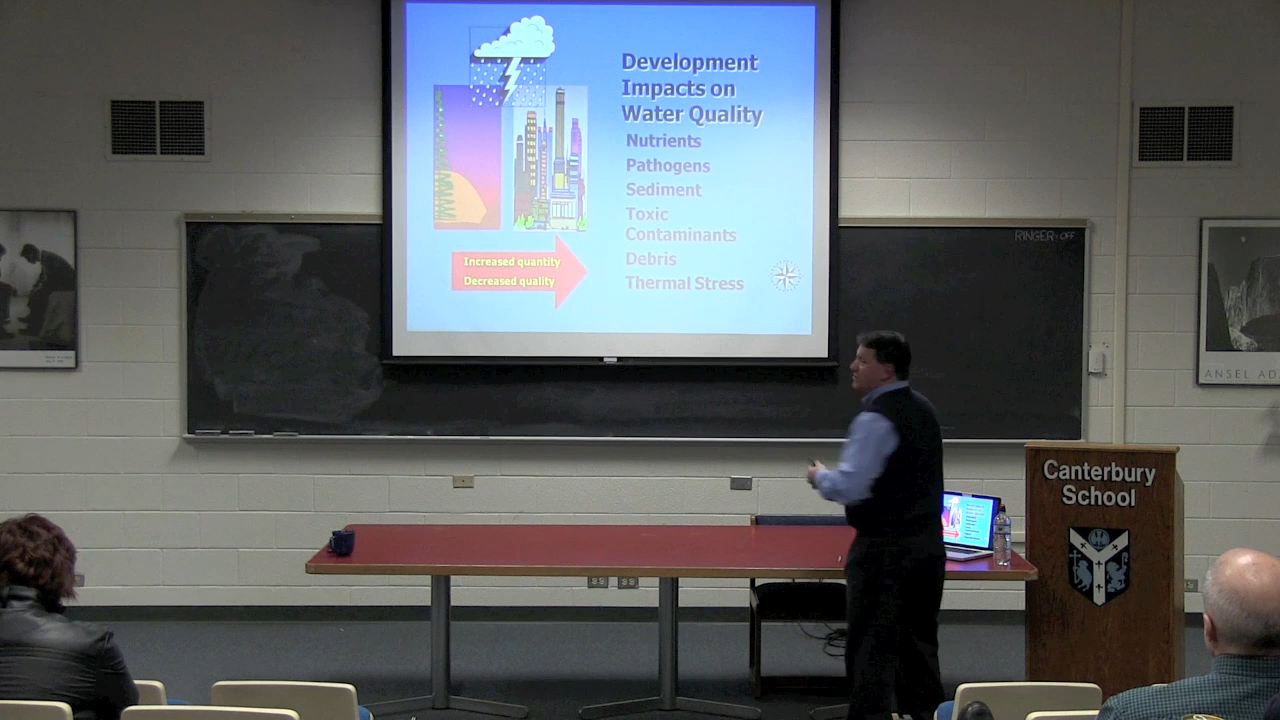 Development
Impacts on
Water Quality
Nutrients
Pathogens
Sediment
Toxic
Contaminants
Debris
Thermal Stress
Increased quantity
Decreased quality
RINGER: OFF
ANSEL
Canterbury
School